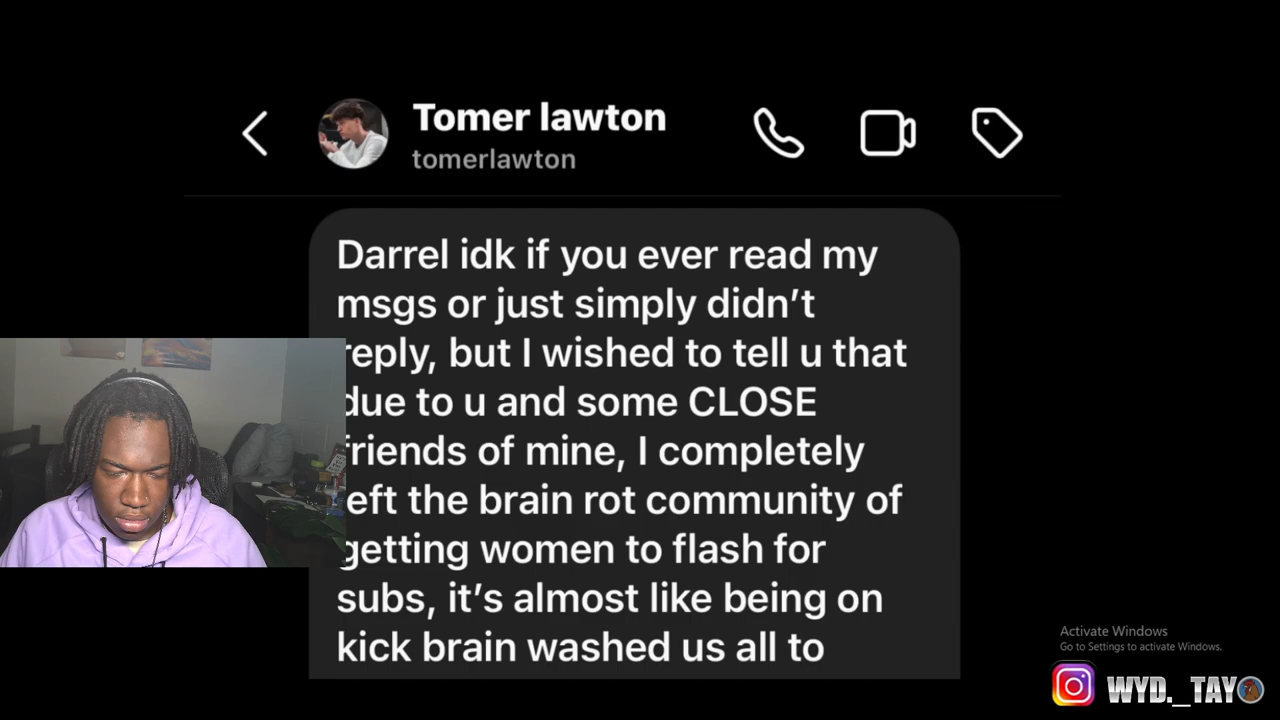 Tomer lawton
tomerlawton
Darrel idk if you ever read my
msgs or just simply didn't
reply, but I wished to tell u that
due to u and some CLOSE
friends of mine, I completely
left the brain rot community of
getting women to flash for
subs, it's almost like being on
kick brain washed us all to
Activate Windows
Go to Settings to activate Windows.
WYD._TAY